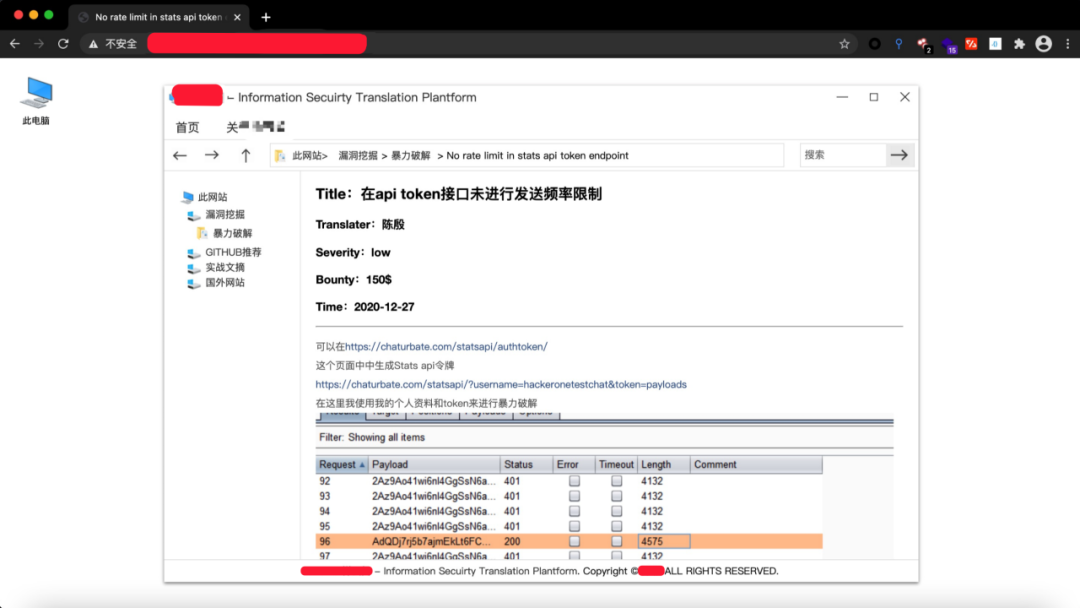 No rate limit in stats api token
不安全
2
15
此电脑
– Information Secuirty Translation Plantform
首页 关
此网站> 漏洞挖掘 > 暴力破解 > No rate limit in stats api token endpoint
搜索
此网站
漏洞挖掘
暴力破解
GITHUB推荐
实战文摘
国外网站
Title：在api token接口未进行发送频率限制
Translater：陈殷
Severity：low
Bounty：150$
Time：2020-12-27
可以在https://chaturbate.com/statsapi/authtoken/
这个页面中中生成Stats api令牌
https://chaturbate.com/statsapi/?username=hackeronetestchat&token=payloads
在这里我使用我的个人资料和token来进行暴力破解
Results Target Positions Payloads Options
Filter: Showing all items
Request Payload Status Error Timeout Length Comment
92 2Az9Ao41wi6nl4GgSsN6a... 401 4132
93 2Az9Ao41wi6nl4GgSsN6a... 401 4132
94 2Az9Ao41wi6nl4GgSsN6a... 401 4132
95 2Az9Ao41wi6nl4GgSsN6a... 401 4132
96 AdQDj7rj5b7ajmEkLt6FC... 200 4575
97 2Az9Ao41wi6nl4GgSsN6a... 401 4132
– Information Secuirty Translation Plantform. Copyright © ALL RIGHTS RESERVED.